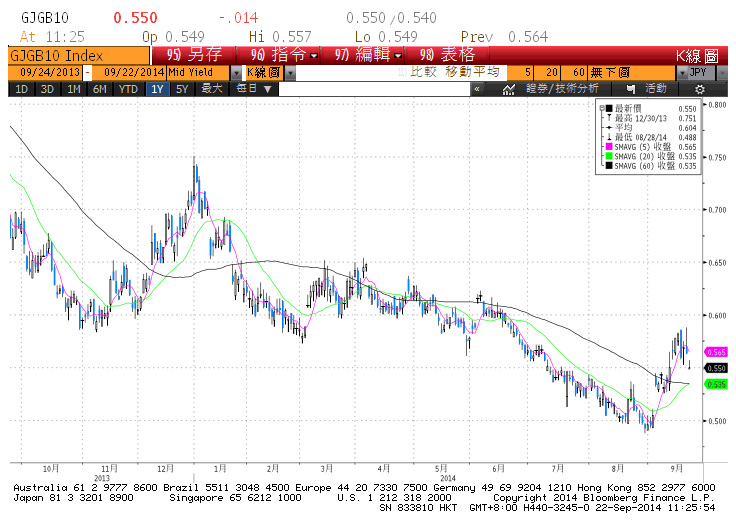 GJGB10 0.550 -.014 0.550/0.540
At 11:25 Op 0.549 Hi 0.557 Lo 0.549 Prev 0.564
GJGB10 Index 95) 另存 96) 指令 97) 編輯 98) 表格 K線圖
09/24/2013 - 09/22/2014 Mid Yield K線圖 比較 移動平均 5 20 60 無下圖 JPY
1D 3D 1M 6M YTD 1Y 5Y 最大 每日 ▼ « 證券/技術分析 活動
最新價 0.550
最高 12/30/13 0.751
平均 0.604
最低 08/28/14 0.488
SMAVG (5) 收盤 0.565
SMAVG (20) 收盤 0.535
SMAVG (60) 收盤 0.535
0.800
0.750
0.700
0.650
0.600
0.565
0.550
0.535
0.500
10月 11月 12月 1月 2月 3月 4月 5月 6月 7月 8月 9月
2013 2014
Australia 61 2 9777 8600 Brazil 5511 3048 4500 Europe 44 20 7330 7500 Germany 49 69 9204 1210 Hong Kong 852 2977 6000
Japan 81 3 3201 8900 Singapore 65 6212 1000 U.S. 1 212 318 2000 Copyright 2014 Bloomberg Finance L.P.
SN 833810 HKT GMT+8:00 H440-3245-0 22-Sep-2014 11:25:54